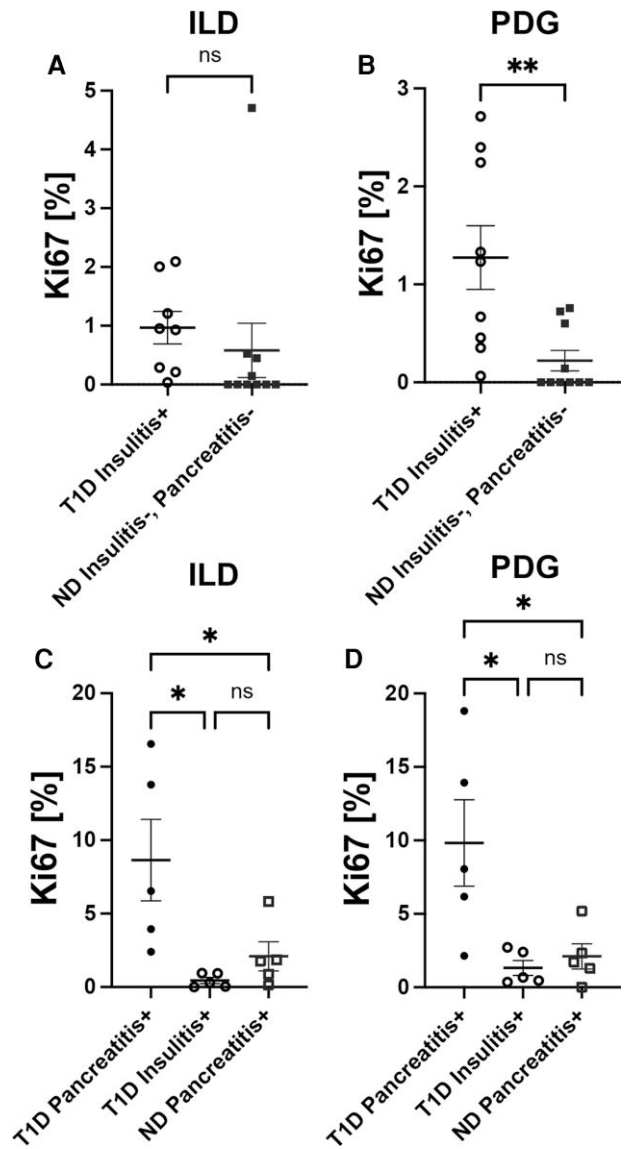 ILD
PDG
A
ns
B
**
Ki67 [%]
5
4
3
2
1
0
Ki67 [%]
3
2
1
0
T1D Insulitis+
ND Insulitis-, Pancreatitis-
T1D Insulitis+
ND Insulitis-, Pancreatitis-
ILD
PDG
C
*
*
ns
D
*
*
ns
Ki67 [%]
20
15
10
5
0
Ki67 [%]
20
15
10
5
0
T1D Pancreatitis+
T1D Insulitis+
ND Pancreatitis+
T1D Pancreatitis+
T1D Insulitis+
ND Pancreatitis+